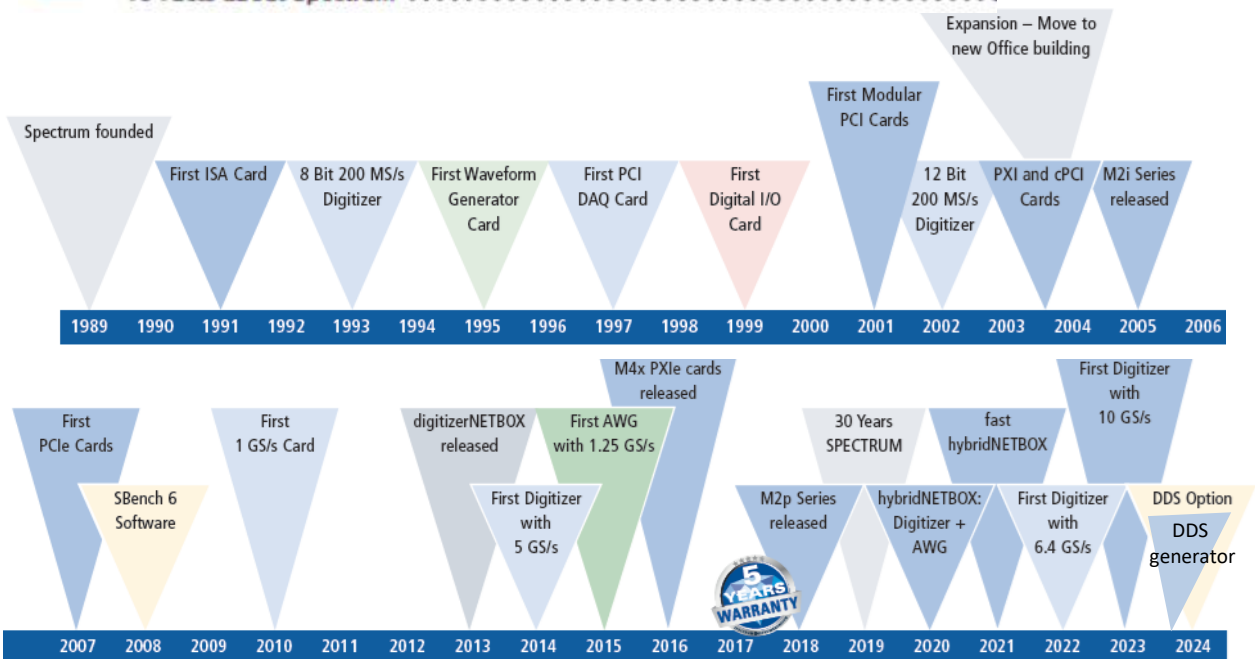 Expansion – Move to
new Office building
First Modular
PCI Cards
Spectrum founded
First ISA Card
8 Bit 200 MS/s
Digitizer
First Waveform
Generator
Card
First PCI
DAQ Card
First
Digital I/O
Card
12 Bit
200 MS/s
Digitizer
PXI and cPCI
Cards
M2i Series
released
1989 1990 1991 1992 1993 1994 1995 1996 1997 1998 1999 2000 2001 2002 2003 2004 2005 2006
M4x PXIe cards
released
First Digitizer
with
10 GS/s
First
PCIe Cards
First
1 GS/s Card
digitizerNETBOX
released
First AWG
with 1.25 GS/s
30 Years
SPECTRUM
fast
hybridNETBOX
SBench 6
Software
First Digitizer
with
5 GS/s
M2p Series
released
hybridNETBOX:
Digitizer +
AWG
First Digitizer
with
6.4 GS/s
DDS Option
DDS
generator
5
YEARS
WARRANTY
2007 2008 2009 2010 2011 2012 2013 2014 2015 2016 2017 2018 2019 2020 2021 2022 2023 2024